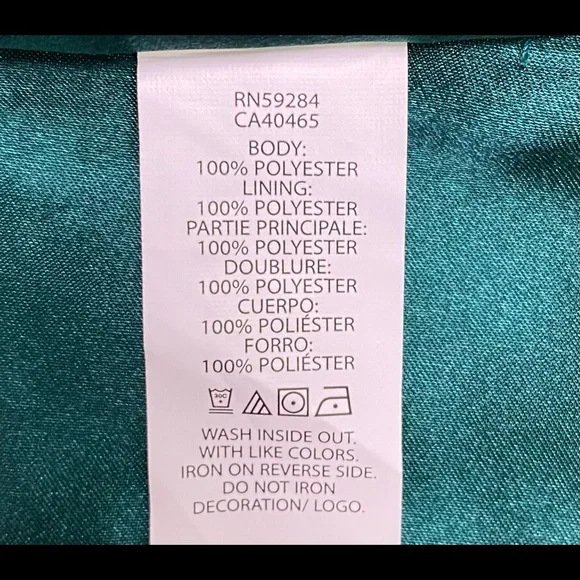 RN59284
CA40465
BODY:
100% POLYESTER
LINING:
100% POLYESTER
PARTIE PRINCIPALE:
100% POLYESTER
DOUBLURE:
100% POLYESTER
CUERPO:
100% POLIÉSTER
FORRO:
100% POLIÉSTER
30C
WASH INSIDE OUT.
WITH LIKE COLORS.
IRON ON REVERSE SIDE.
DO NOT IRON
DECORATION/ LOGO.